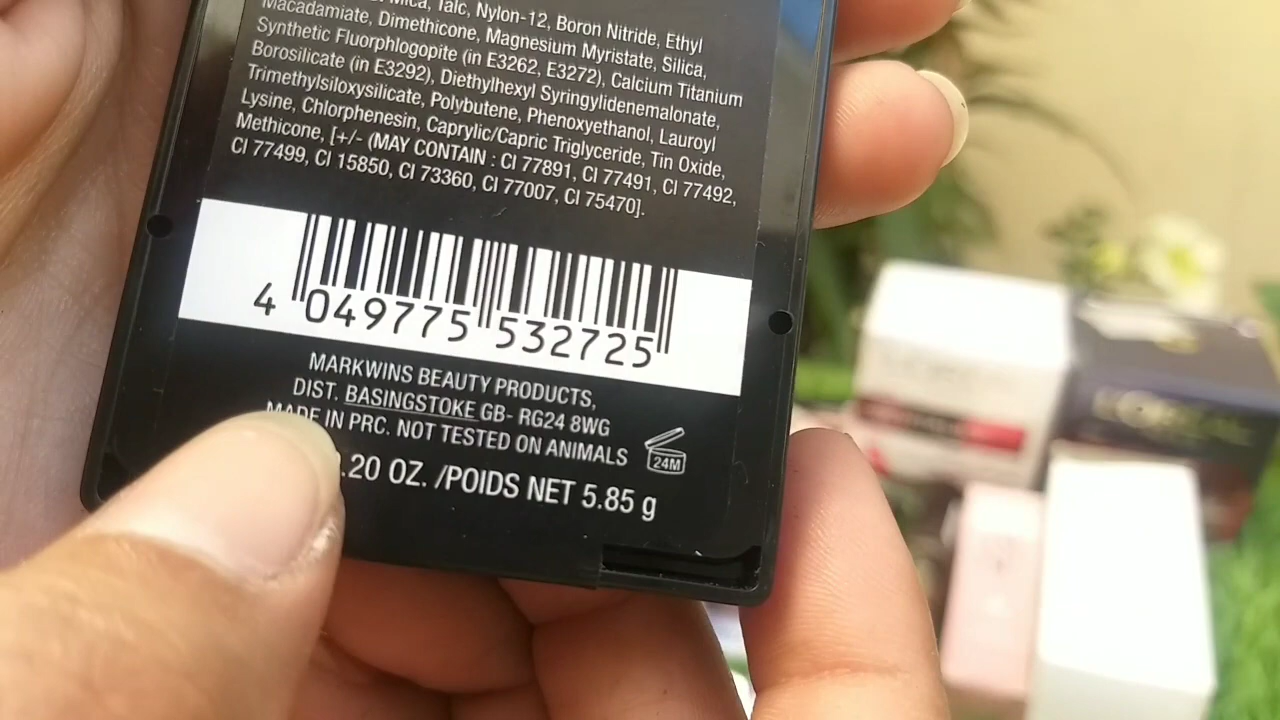 Mica, Talc, Nylon-12, Boron Nitride, Ethyl
Macadamiate, Dimethicone, Magnesium Myristate, Silica,
Synthetic Fluorphlogopite (in E3262, E3272), Calcium Titanium
Borosilicate (in E3292), Diethylhexyl Syringylidenemalonate,
Trimethylsiloxysilicate, Polybutene, Phenoxyethanol, Lauroyl
Lysine, Chlorphenesin, Caprylic/Capric Triglyceride, Tin Oxide,
Methicone, [+/- (MAY CONTAIN : CI 77891, CI 77491, CI 77492,
CI 77499, CI 15850, CI 73360, CI 77007, CI 75470].
4 049775 532725
MARKWINS BEAUTY PRODUCTS,
DIST. BASINGSTOKE GB- RG24 8WG
MADE IN PRC. NOT TESTED ON ANIMALS
24M
.20 OZ. /POIDS NET 5.85 g